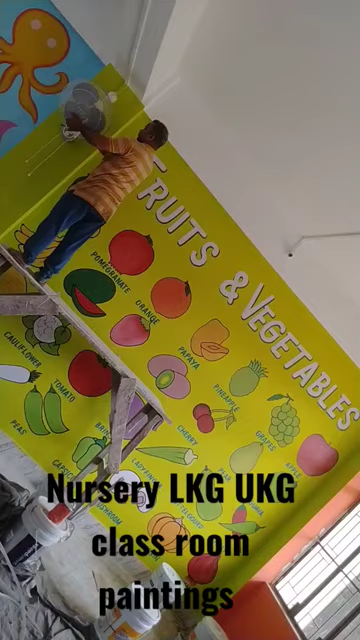 FRUITS & VEGETABLES
POMEGRANATE
ORANGE
PAPAYA
PINEAPPLE
GRAPES
APPLE
CAULIFLOWER
TOMATO
CHERRY
PEAS
Nursery LKG UKG
class room
paintings